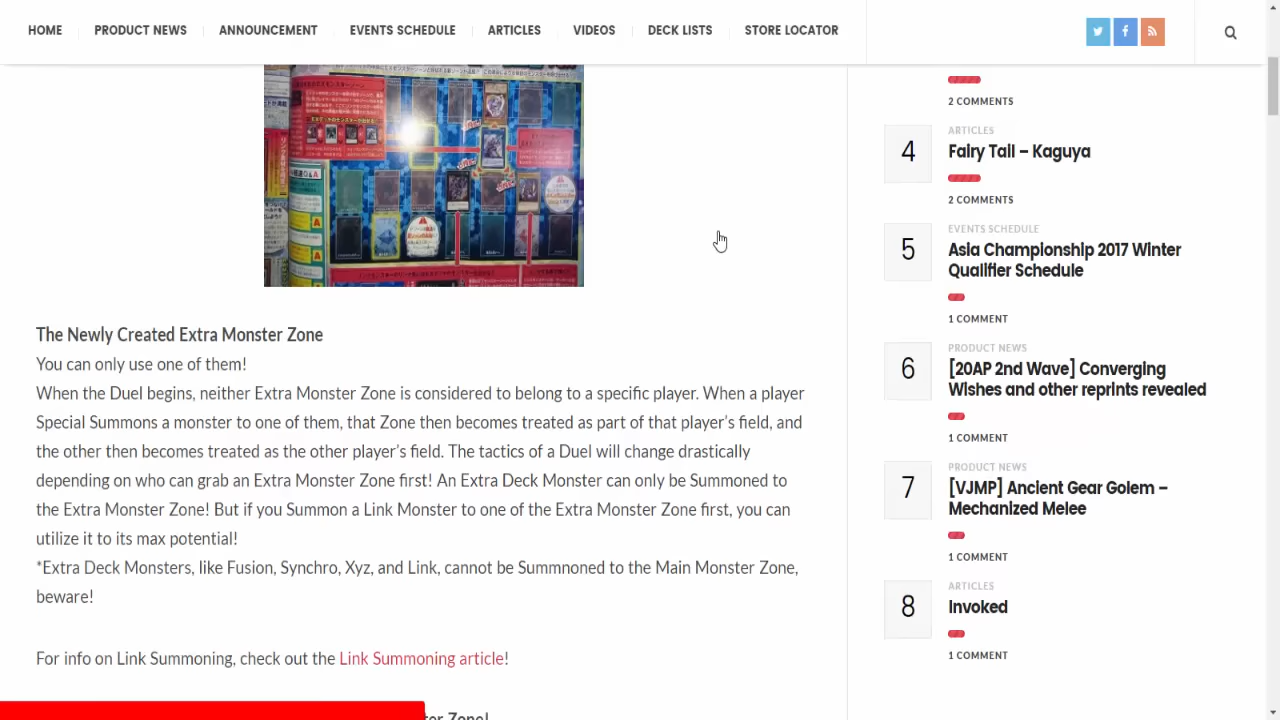 HOME
PRODUCT NEWS
ANNOUNCEMENT
EVENTS SCHEDULE
ARTICLES
VIDEOS
DECK LISTS
STORE LOCATOR
The Newly Created Extra Monster Zone
You can only use one of them!
When the Duel begins, neither Extra Monster Zone is considered to belong to a specific player. When a player
Special Summons a monster to one of them, that Zone then becomes treated as part of that player's field, and
the other then becomes treated as the other player's field. The tactics of a Duel will change drastically
depending on who can grab an Extra Monster Zone first! An Extra Deck Monster can only be Summoned to
the Extra Monster Zone! But if you Summon a Link Monster to one of the Extra Monster Zone first, you can
utilize it to its max potential!
*Extra Deck Monsters, like Fusion, Synchro, Xyz, and Link, cannot be Summnoned to the Main Monster Zone,
beware!
For info on Link Summoning, check out the Link Summoning article!
ter Zone!
2 COMMENTS
4
ARTICLES
Fairy Tail – Kaguya
2 COMMENTS
5
EVENTS SCHEDULE
Asia Championship 2017 Winter
Qualifier Schedule
1 COMMENT
6
PRODUCT NEWS
[20AP 2nd Wave] Converging
Wishes and other reprints revealed
1 COMMENT
7
PRODUCT NEWS
[VJMP] Ancient Gear Golem –
Mechanized Melee
1 COMMENT
8
ARTICLES
Invoked
1 COMMENT